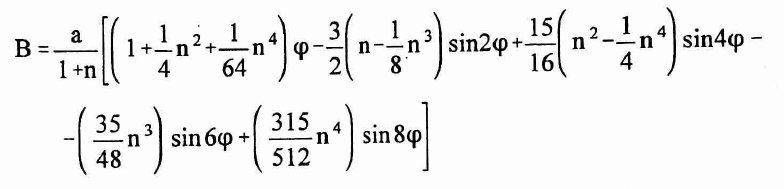 B = a/(1+n) [ ( 1 + 1/4 n² + 1/64 n⁴ ) φ − 3/2 ( n − 1/8 n³ ) sin2φ + 15/16 ( n² − 1/4 n⁴ ) sin4φ −
− ( 35/48 n³ ) sin6φ + ( 315/512 n⁴ ) sin8φ ]